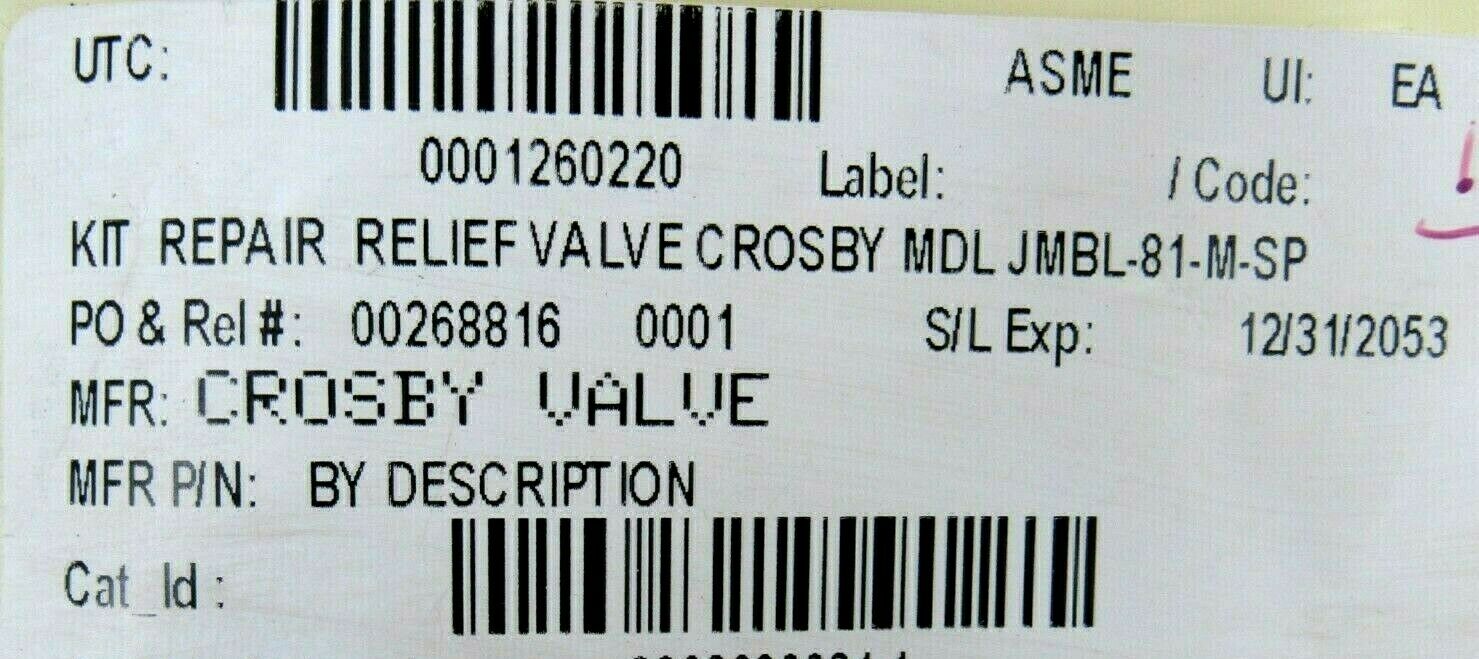 UTC: ASME UI: EA
0001260220 Label: / Code:
KIT REPAIR RELIEF VALVE CROSBY MDL JMBL-81-M-SP
PO & Rel #: 00268816 0001 S/L Exp: 12/31/2053
MFR: CROSBY VALVE
MFR P/N: BY DESCRIPTION
Cat_Id :